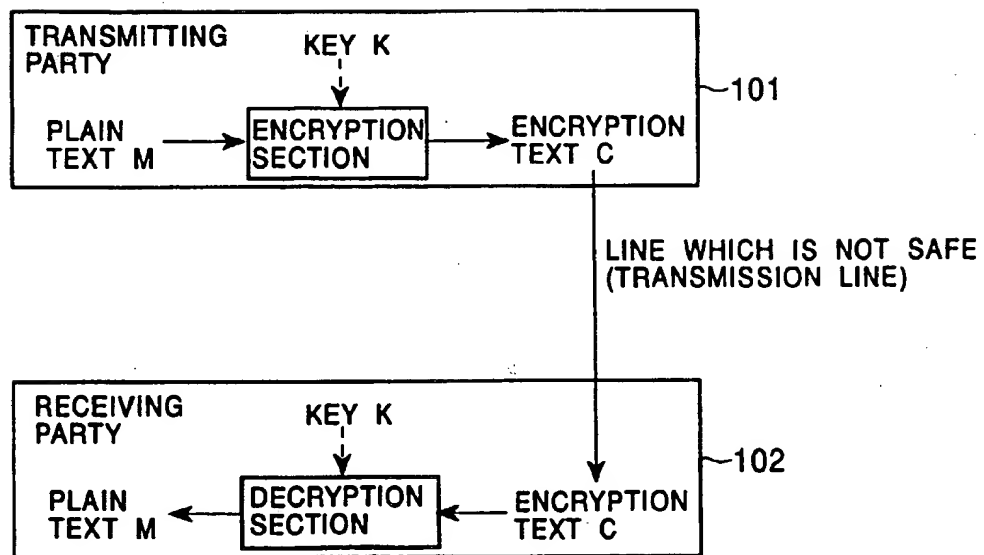 TRANSMITTING
PARTY
KEY K
101
PLAIN
TEXT M
ENCRYPTION
SECTION
ENCRYPTION
TEXT C
LINE WHICH IS NOT SAFE
(TRANSMISSION LINE)
RECEIVING
PARTY
KEY K
102
PLAIN
TEXT M
DECRYPTION
SECTION
ENCRYPTION
TEXT C